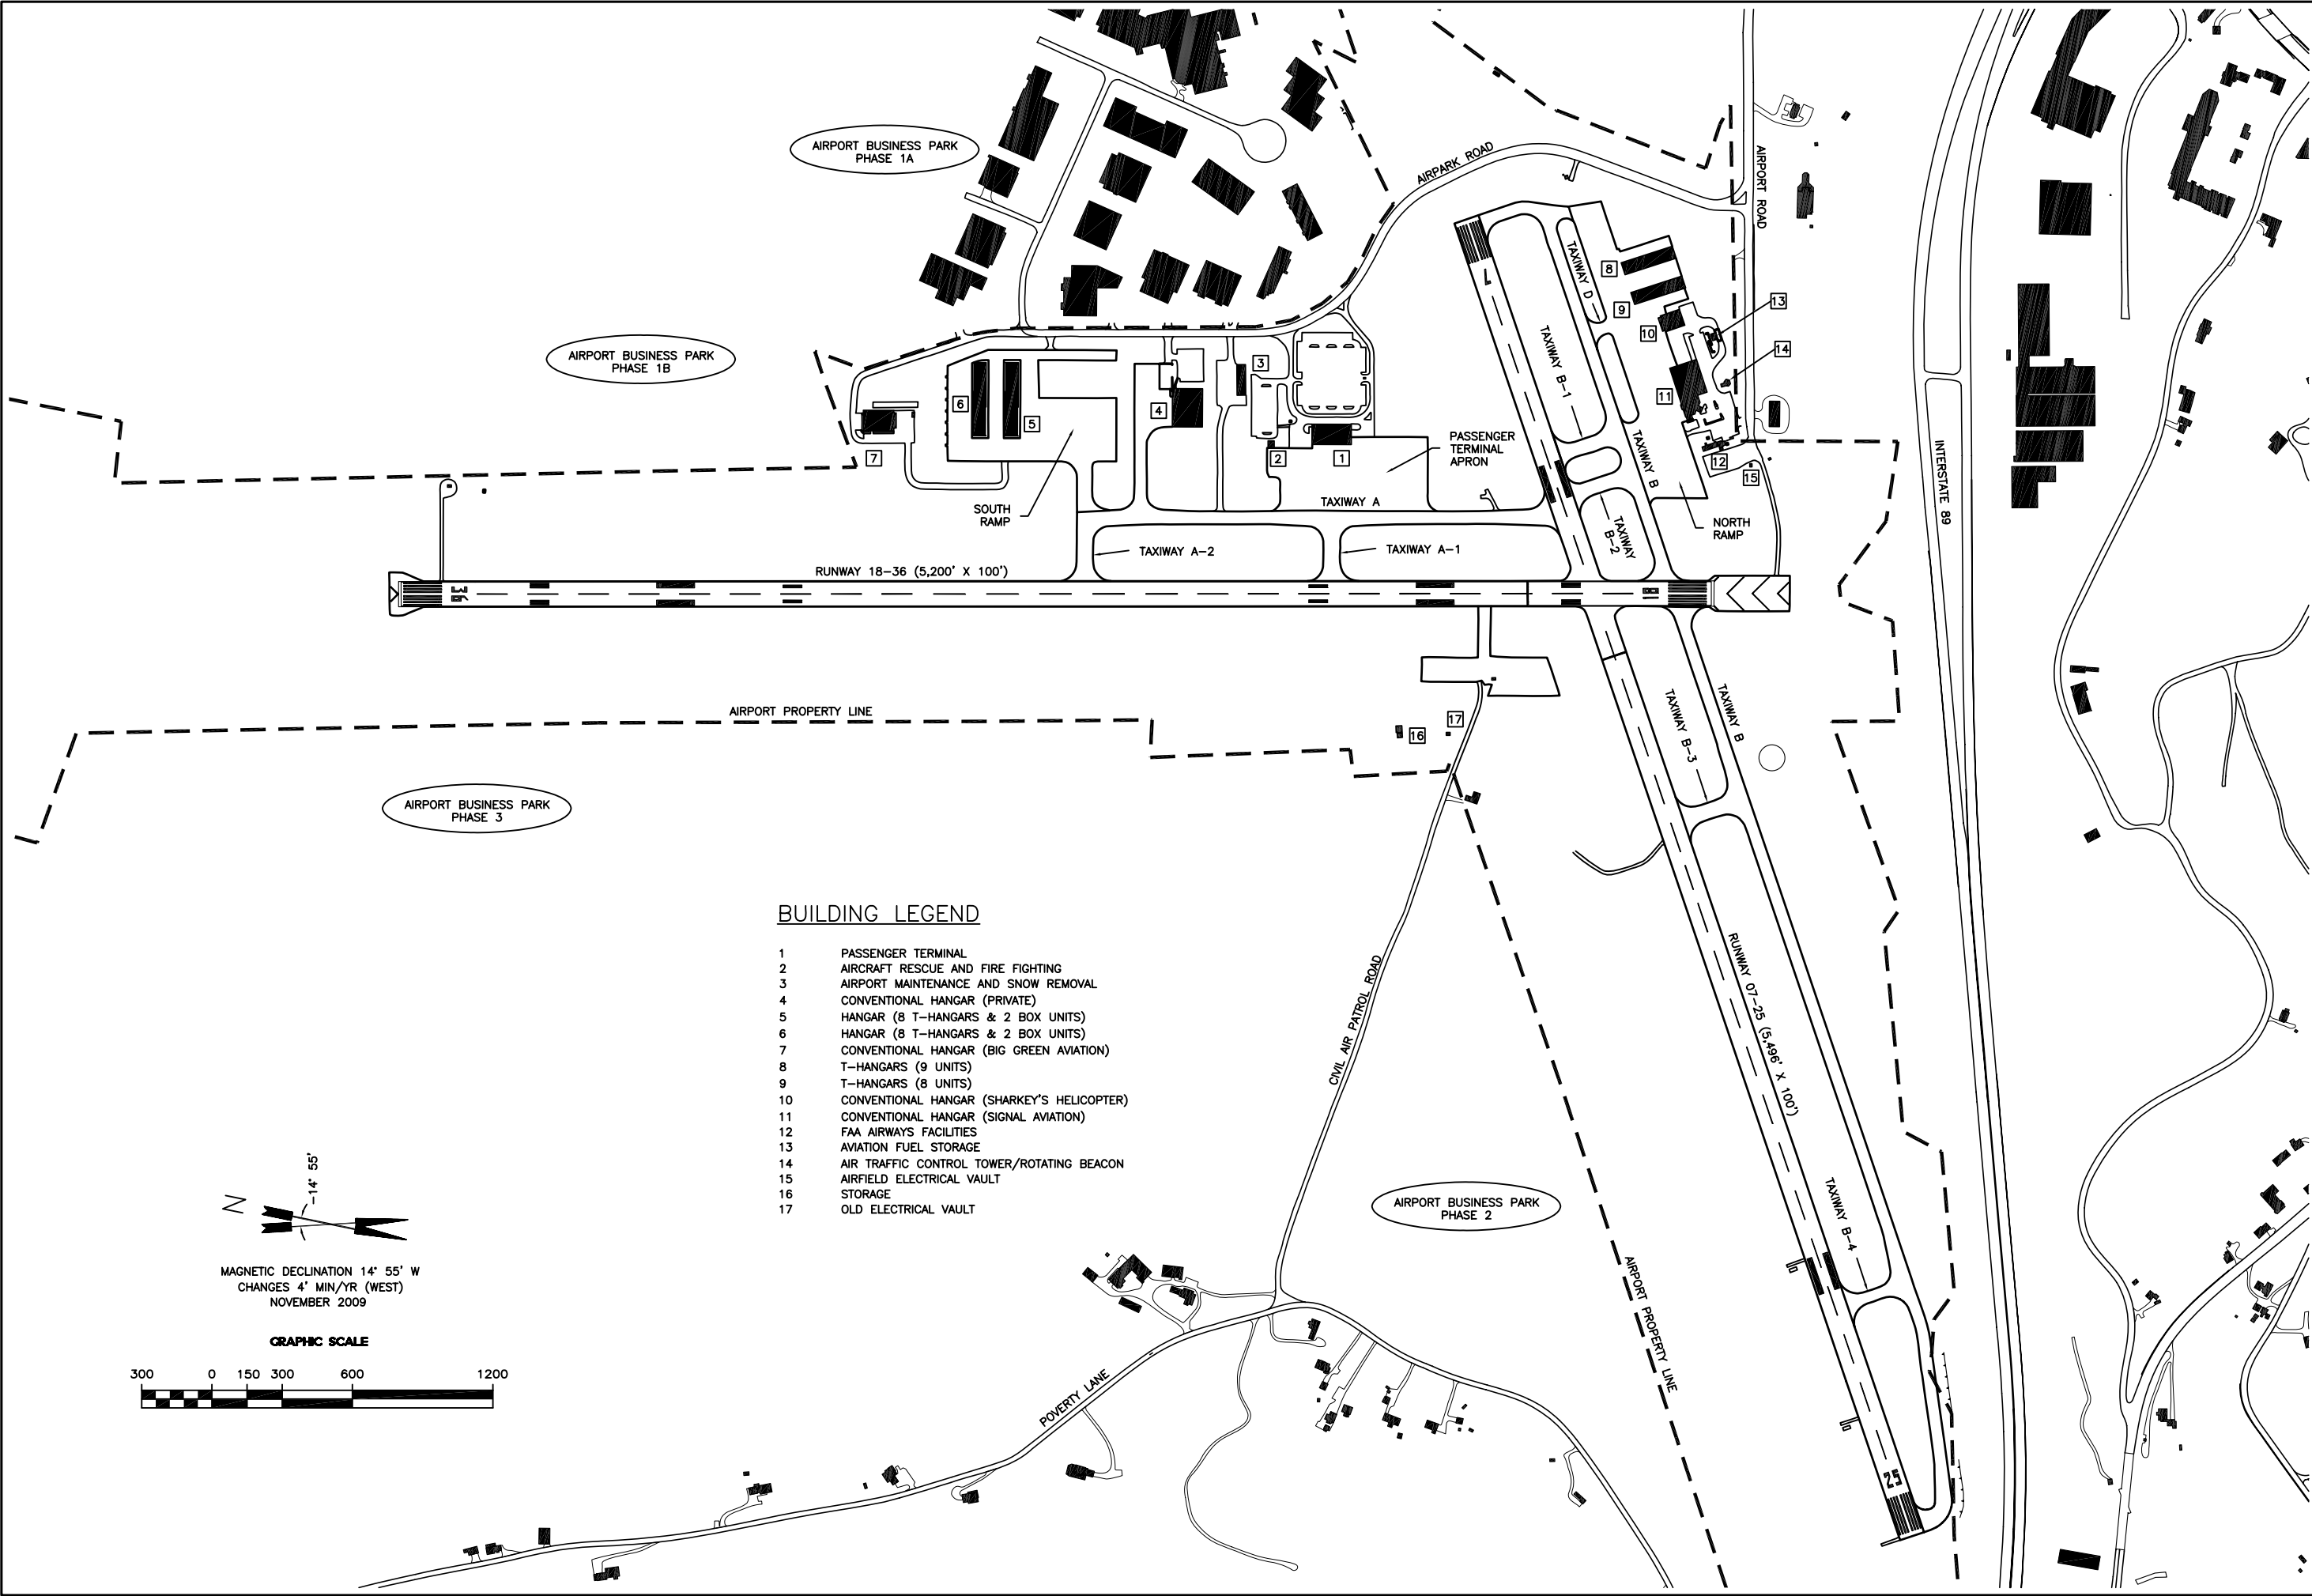 AIRPORT BUSINESS PARK
PHASE 1A
AIRPARK ROAD
AIRPORT ROAD
AIRPORT BUSINESS PARK
PHASE 1B
7
TAXIWAY D
8
9
10
11
12
13
14
15
TAXIWAY B-1
TAXIWAY B
3
6
5
4
7
2
1
PASSENGER
TERMINAL
APRON
SOUTH
RAMP
TAXIWAY A
TAXIWAY
B-2
NORTH
RAMP
INTERSTATE 89
TAXIWAY A-2
TAXIWAY A-1
RUNWAY 18-36 (5,200' X 100')
36
18
TAXIWAY B-3
TAXIWAY B
AIRPORT PROPERTY LINE
16
17
AIRPORT BUSINESS PARK
PHASE 3
BUILDING LEGEND
1 PASSENGER TERMINAL
2 AIRCRAFT RESCUE AND FIRE FIGHTING
3 AIRPORT MAINTENANCE AND SNOW REMOVAL
4 CONVENTIONAL HANGAR (PRIVATE)
5 HANGAR (8 T-HANGARS & 2 BOX UNITS)
6 HANGAR (8 T-HANGARS & 2 BOX UNITS)
7 CONVENTIONAL HANGAR (BIG GREEN AVIATION)
8 T-HANGARS (9 UNITS)
9 T-HANGARS (8 UNITS)
10 CONVENTIONAL HANGAR (SHARKEY'S HELICOPTER)
11 CONVENTIONAL HANGAR (SIGNAL AVIATION)
12 FAA AIRWAYS FACILITIES
13 AVIATION FUEL STORAGE
14 AIR TRAFFIC CONTROL TOWER/ROTATING BEACON
15 AIRFIELD ELECTRICAL VAULT
16 STORAGE
17 OLD ELECTRICAL VAULT
CIVIL AIR PATROL ROAD
RUNWAY 07-25 (5,496' X 100')
TAXIWAY B-4
AIRPORT BUSINESS PARK
PHASE 2
AIRPORT PROPERTY LINE
25
POVERTY LANE
N
-14° 55'
MAGNETIC DECLINATION 14° 55' W
CHANGES 4' MIN/YR (WEST)
NOVEMBER 2009
GRAPHIC SCALE
300 0 150 300 600 1200